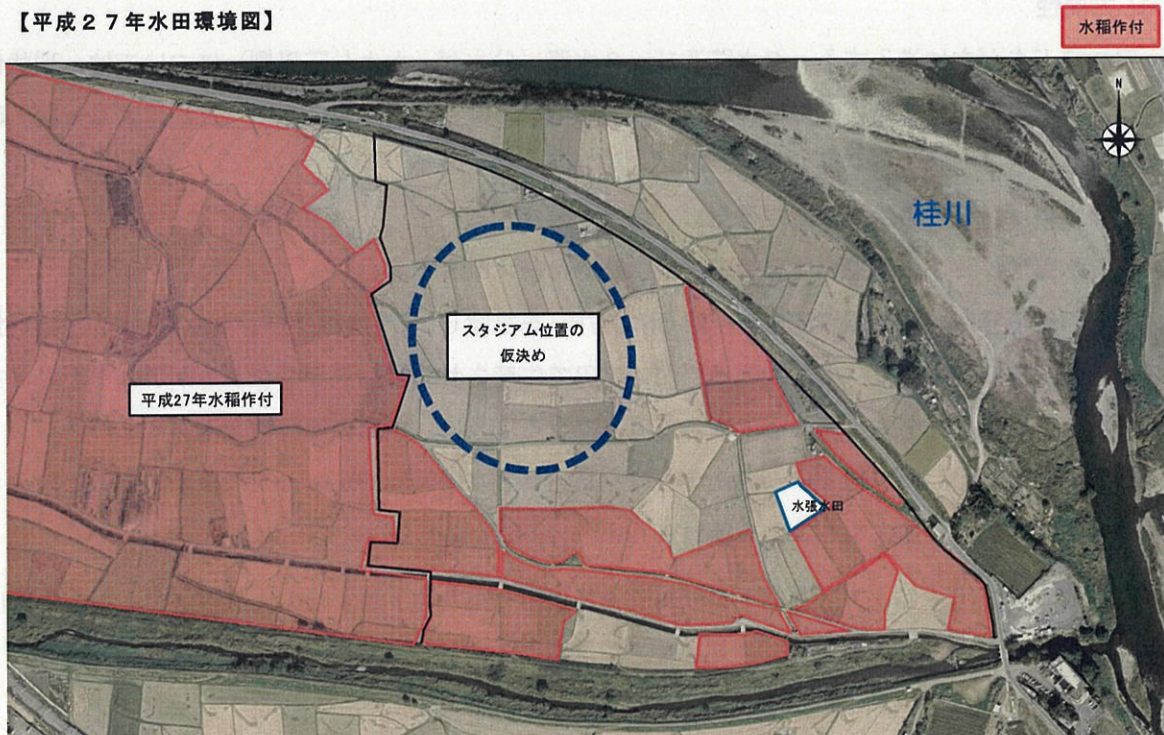 【平成２７年水田環境図】
水稲作付
N
桂川
スタジアム位置の
仮決め
平成27年水稲作付
水張水田